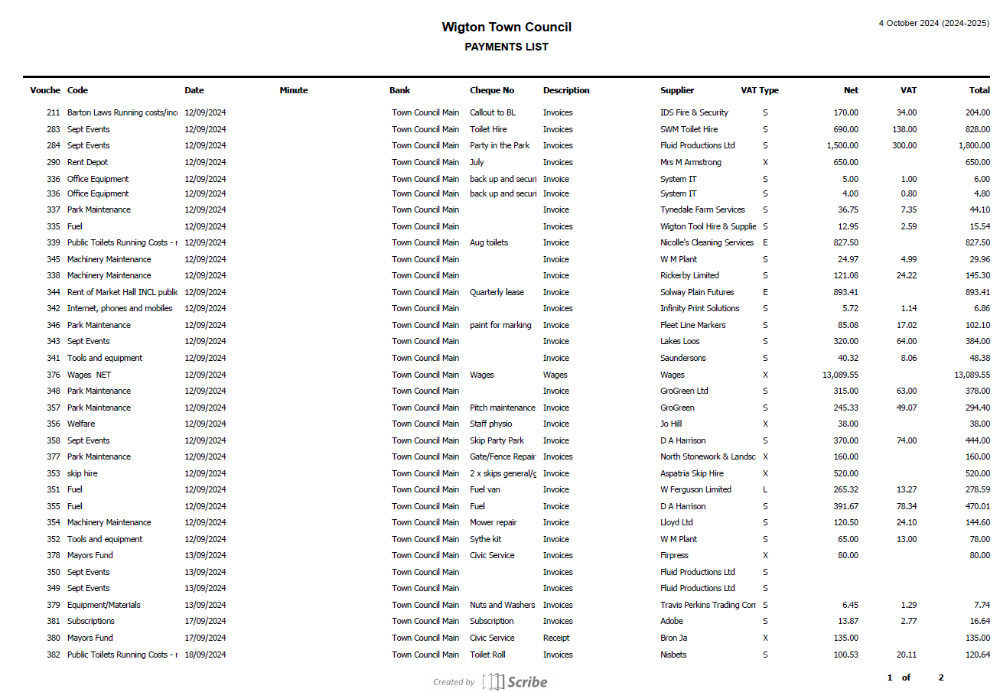 Wigton Town Council
4 October 2024 (2024-2025)
PAYMENTS LIST
Vouche Code Date Minute Bank Cheque No Description Supplier VAT Type Net VAT Total
211 Barton Laws Running costs/inc 12/09/2024 Town Council Main Callout to BL Invoices IDS Fire & Security S 170.00 34.00 204.00
283 Sept Events 12/09/2024 Town Council Main Toilet Hire Invoices SWM Toilet Hire S 690.00 138.00 828.00
284 Sept Events 12/09/2024 Town Council Main Party in the Park Invoices Fluid Productions Ltd S 1,500.00 300.00 1,800.00
290 Rent Depot 12/09/2024 Town Council Main July Invoices Mrs M Armstrong X 650.00 650.00
336 Office Equipment 12/09/2024 Town Council Main back up and securi Invoice System IT S 5.00 1.00 6.00
336 Office Equipment 12/09/2024 Town Council Main back up and securi Invoice System IT S 4.00 0.80 4.80
337 Park Maintenance 12/09/2024 Town Council Main Invoice Tynedale Farm Services S 36.75 7.35 44.10
335 Fuel 12/09/2024 Town Council Main Invoices Wigton Tool Hire & Supplie S 12.95 2.59 15.54
339 Public Toilets Running Costs - r 12/09/2024 Town Council Main Aug toilets Invoice Nicolle's Cleaning Services E 827.50 827.50
345 Machinery Maintenance 12/09/2024 Town Council Main Invoice W M Plant S 24.97 4.99 29.96
338 Machinery Maintenance 12/09/2024 Town Council Main Invoice Rickerby Limited S 121.08 24.22 145.30
344 Rent of Market Hall INCL public 12/09/2024 Town Council Main Quarterly lease Invoice Solway Plain Futures E 893.41 893.41
342 Internet, phones and mobiles 12/09/2024 Town Council Main Invoices Infinity Print Solutions S 5.72 1.14 6.86
346 Park Maintenance 12/09/2024 Town Council Main paint for marking Invoice Fleet Line Markers S 85.08 17.02 102.10
343 Sept Events 12/09/2024 Town Council Main Invoice Lakes Loos S 320.00 64.00 384.00
341 Tools and equipment 12/09/2024 Town Council Main Invoice Saundersons S 40.32 8.06 48.38
376 Wages NET 12/09/2024 Town Council Main Wages Wages Wages X 13,089.55 13,089.55
348 Park Maintenance 12/09/2024 Town Council Main Invoice GroGreen Ltd S 315.00 63.00 378.00
357 Park Maintenance 12/09/2024 Town Council Main Pitch maintenance Invoice GroGreen S 245.33 49.07 294.40
356 Welfare 12/09/2024 Town Council Main Staff physio Invoice Jo Hill X 38.00 38.00
358 Sept Events 12/09/2024 Town Council Main Skip Party Park Invoice D A Harrison S 370.00 74.00 444.00
377 Park Maintenance 12/09/2024 Town Council Main Gate/Fence Repair Invoices North Stonework & Landsc X 160.00 160.00
353 skip hire 12/09/2024 Town Council Main 2 x skips general/g Invoice Aspatria Skip Hire X 520.00 520.00
351 Fuel 12/09/2024 Town Council Main Fuel van Invoice W Ferguson Limited L 265.32 13.27 278.59
355 Fuel 12/09/2024 Town Council Main Fuel Invoice D A Harrison S 391.67 78.34 470.01
354 Machinery Maintenance 12/09/2024 Town Council Main Mower repair Invoice Lloyd Ltd S 120.50 24.10 144.60
352 Tools and equipment 12/09/2024 Town Council Main Sythe kit Invoice W M Plant S 65.00 13.00 78.00
378 Mayors Fund 13/09/2024 Town Council Main Civic Service Invoices Firpress X 80.00 80.00
350 Sept Events 13/09/2024 Town Council Main Invoices Fluid Productions Ltd S
349 Sept Events 13/09/2024 Town Council Main Invoices Fluid Productions Ltd S
379 Equipment/Materials 13/09/2024 Town Council Main Nuts and Washers Invoices Travis Perkins Trading Com S 6.45 1.29 7.74
381 Subscriptions 17/09/2024 Town Council Main Subscription Invoices Adobe S 13.87 2.77 16.64
380 Mayors Fund 17/09/2024 Town Council Main Civic Service Receipt Bron Ja X 135.00 135.00
382 Public Toilets Running Costs - r 18/09/2024 Town Council Main Toilet Roll Invoices Nisbets S 100.53 20.11 120.64
Created by Scribe
1 of 2